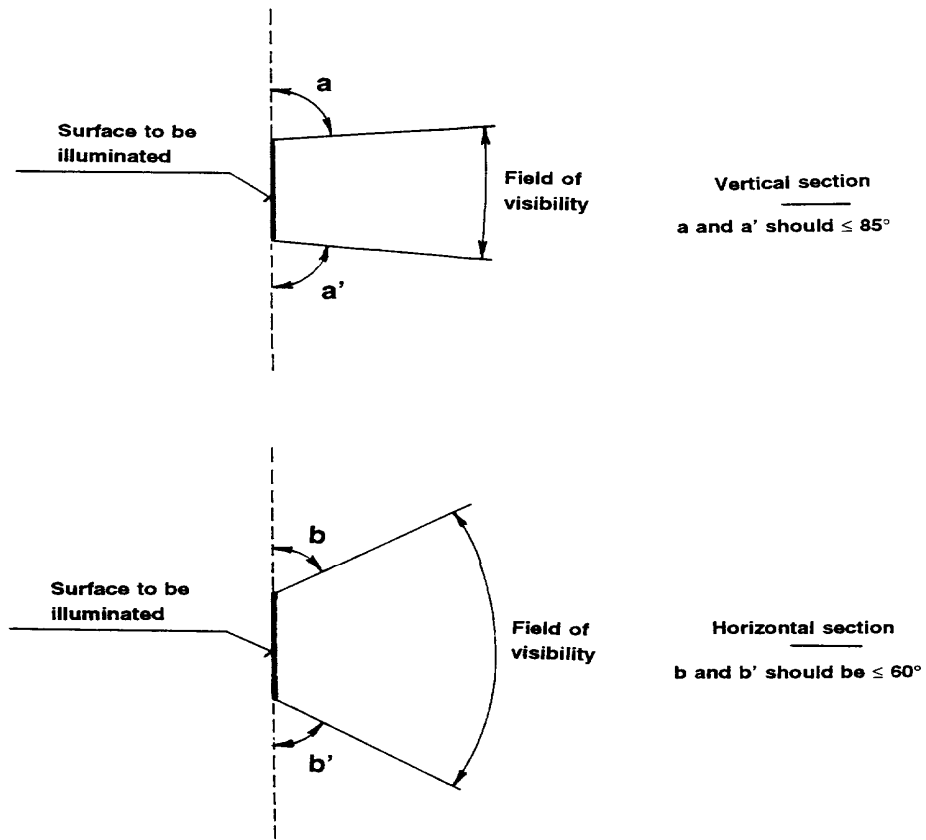 a
Surface to be
illuminated
Field of
visibility
Vertical section
a and a' should ≤ 85°
a'
b
Surface to be
illuminated
Field of
visibility
Horizontal section
b and b' should be ≤ 60°
b'